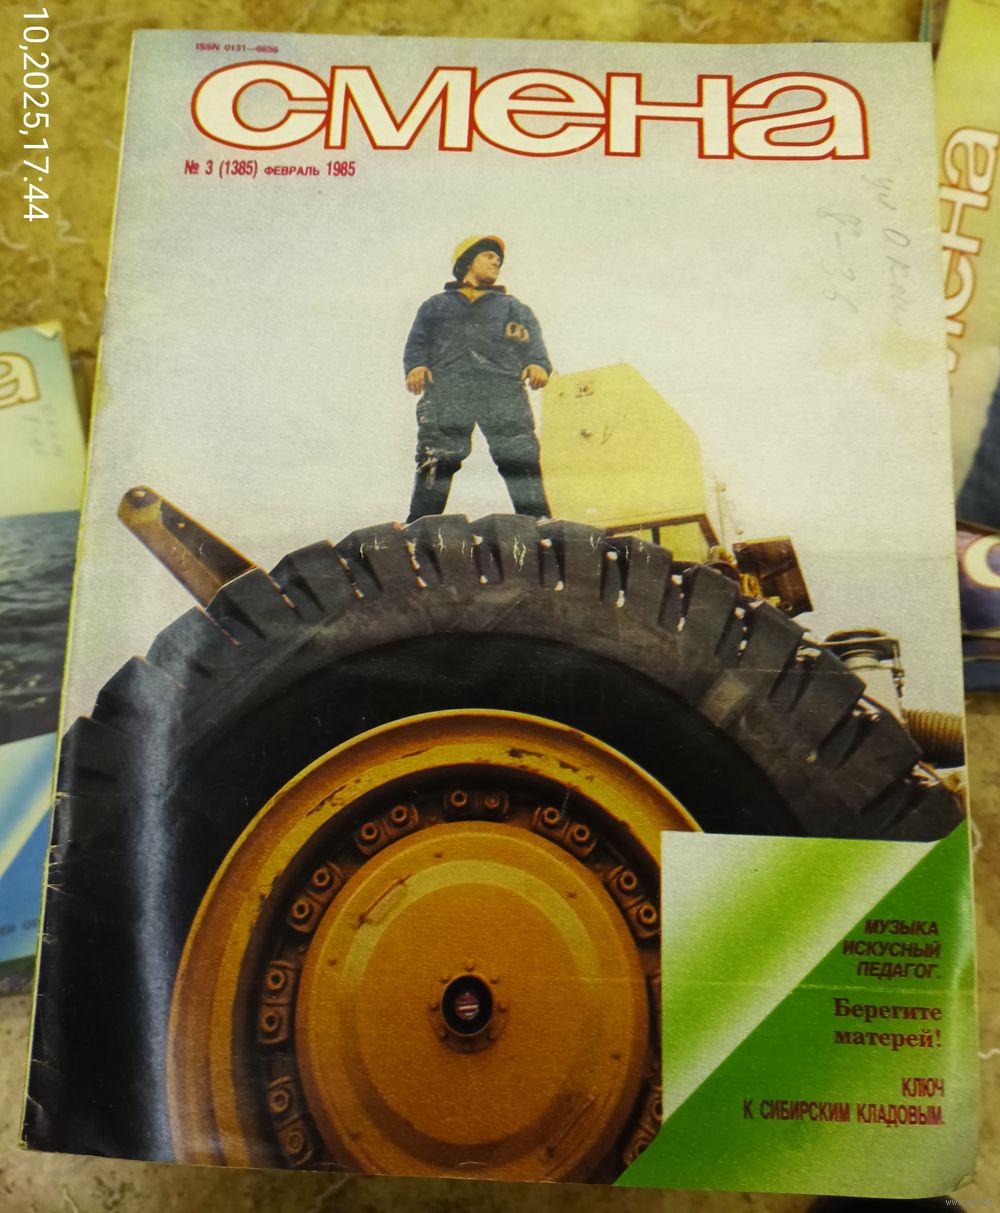 10,2025,17:44
ISSN 0131—6656
смена
№ 3 (1385) ФЕВРАЛЬ 1985
МУЗЫКА
ИСКУСНЫЙ
ПЕДАГОГ.
Берегите
матерей!
КЛЮЧ
К СИБИРСКИМ КЛАДОВЫМ.